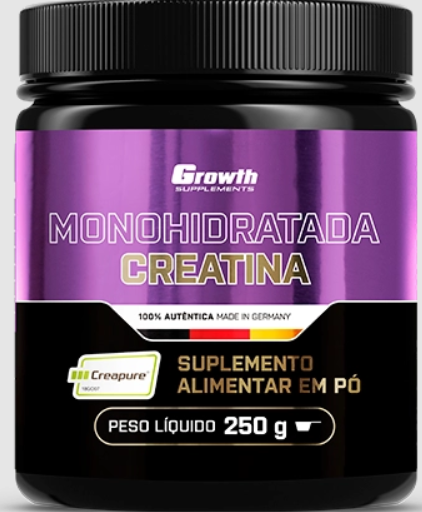 Growth
SUPPLEMENTS
MONOHIDRATADA
CREATINA
100% AUTÊNTICA MADE IN GERMANY
Creapure®
SUPLEMENTO
ALIMENTAR EM PÓ
PESO LÍQUIDO 250 g